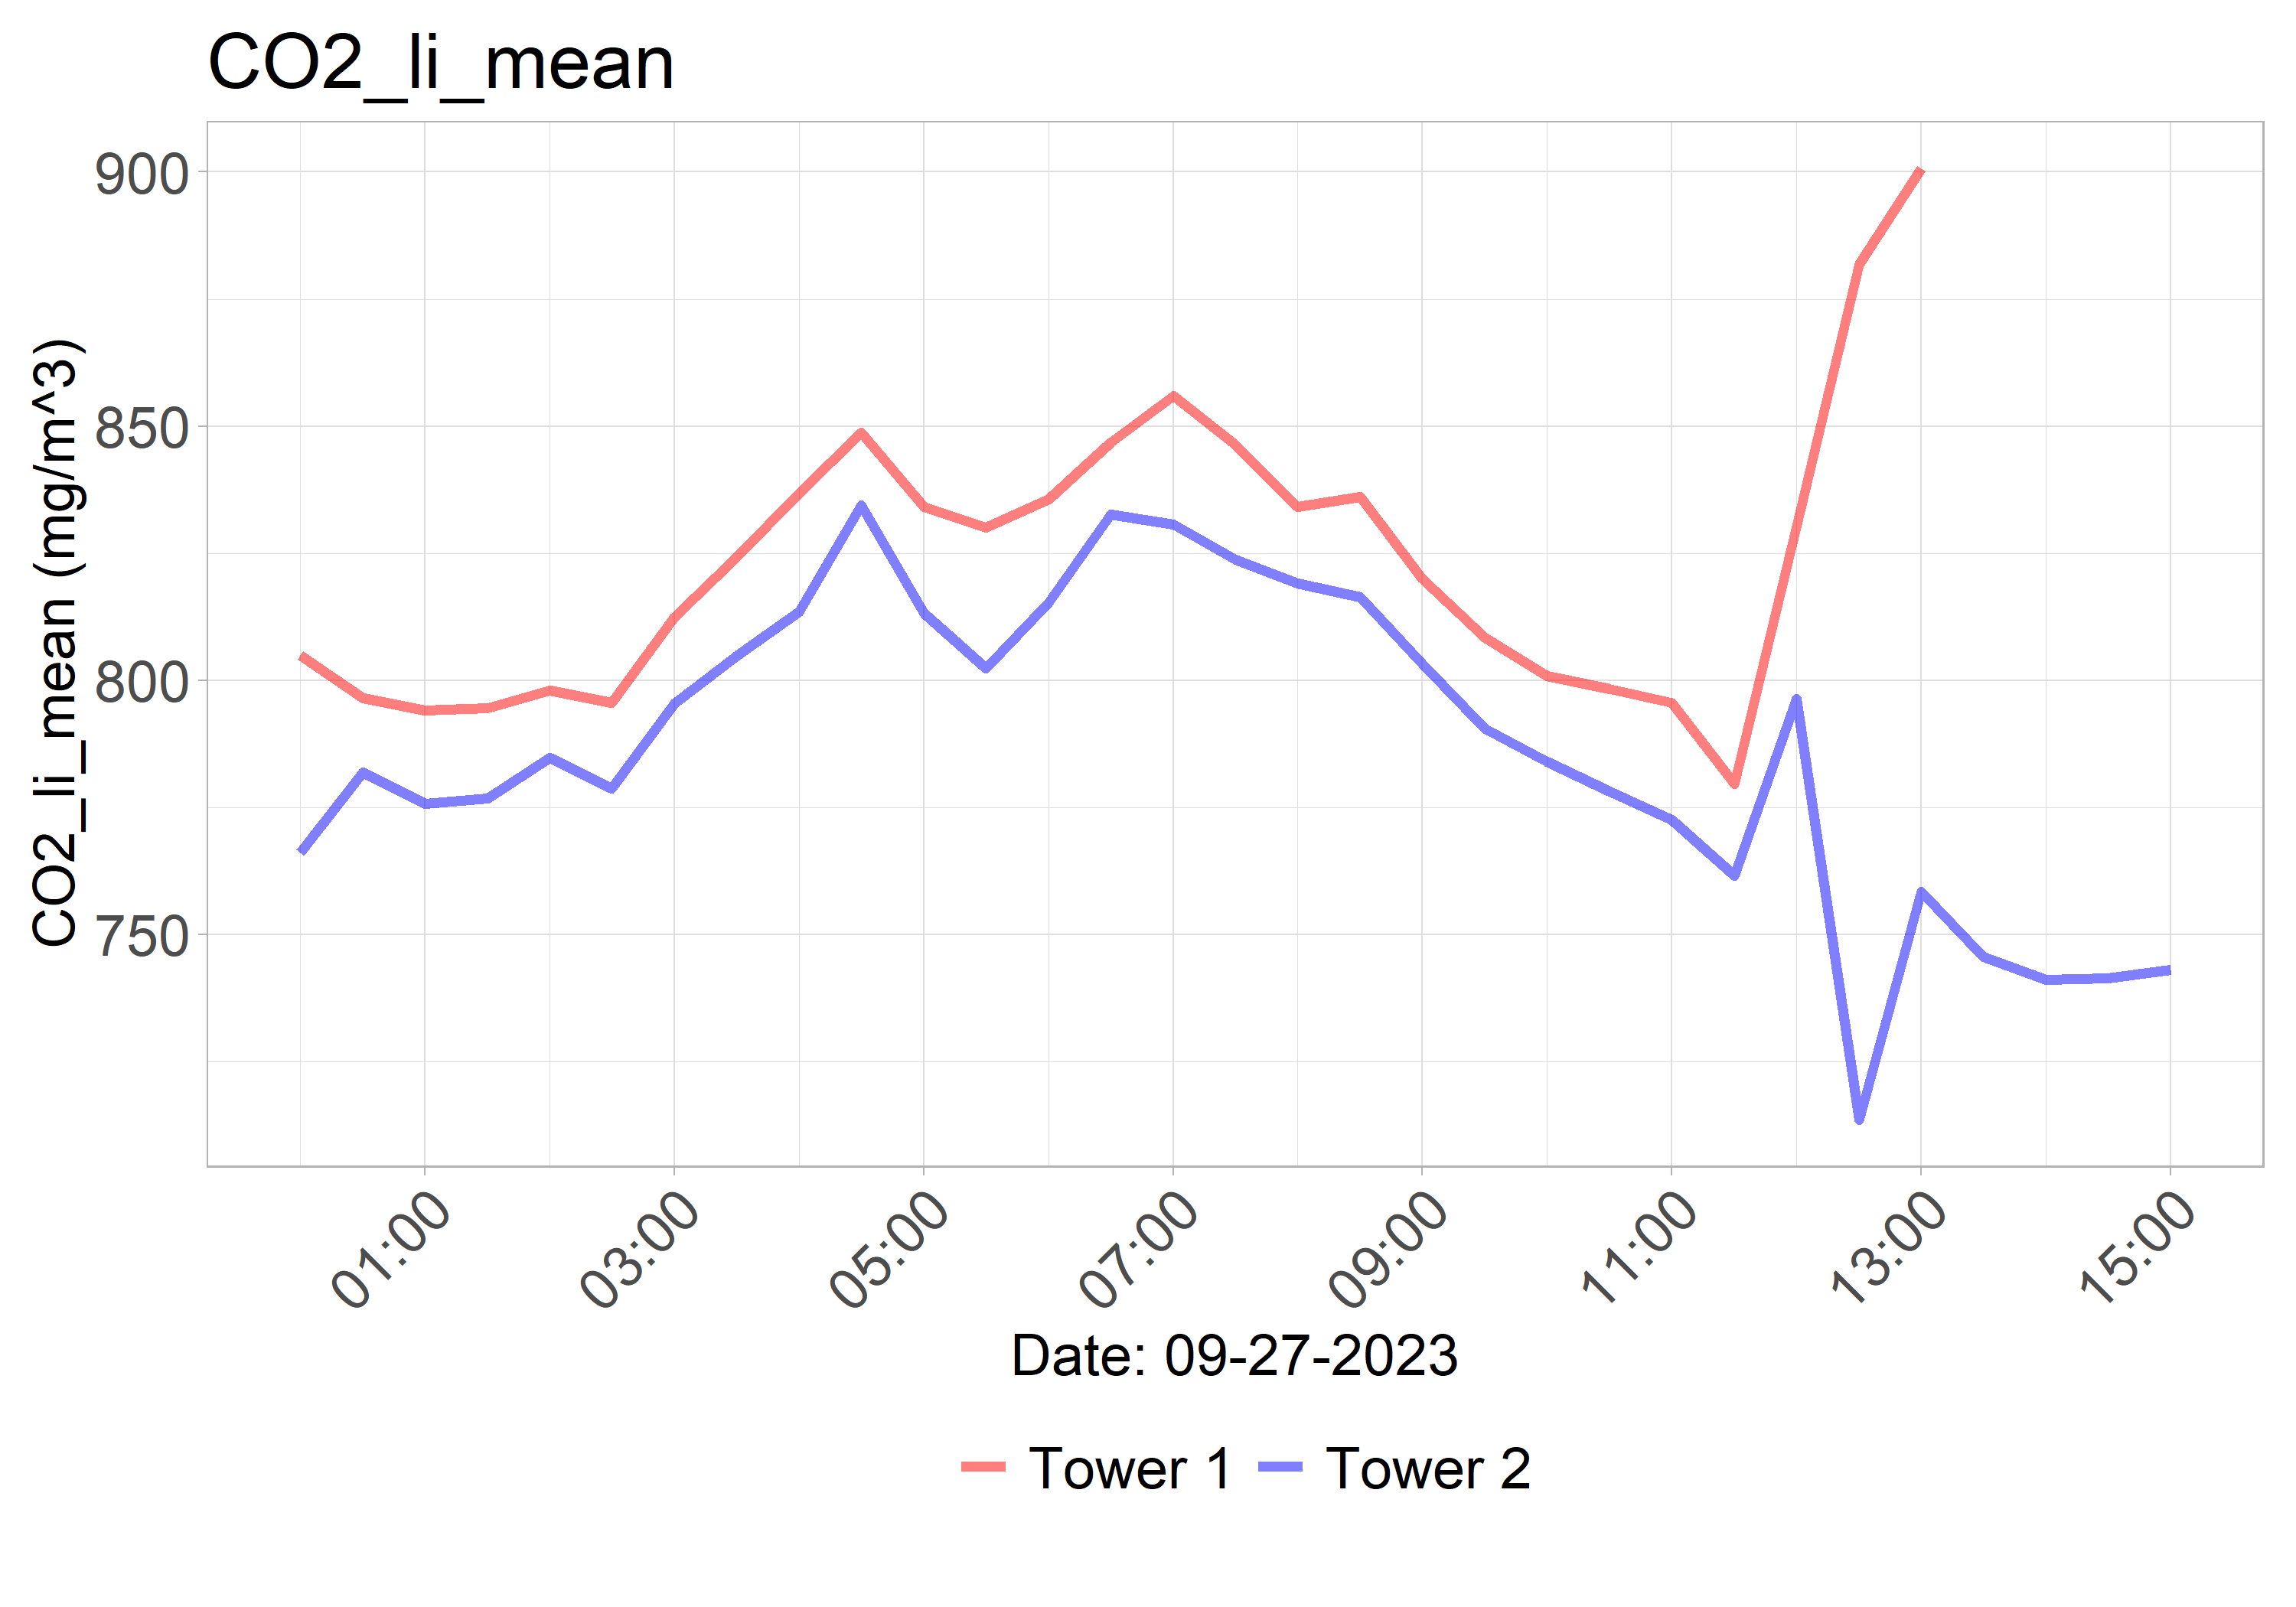 CO2_li_mean
CO2_li_mean (mg/m^3)
900
850
800
750
01:00 03:00 05:00 07:00 09:00 11:00 13:00 15:00
Date: 09-27-2023
Tower 1 Tower 2